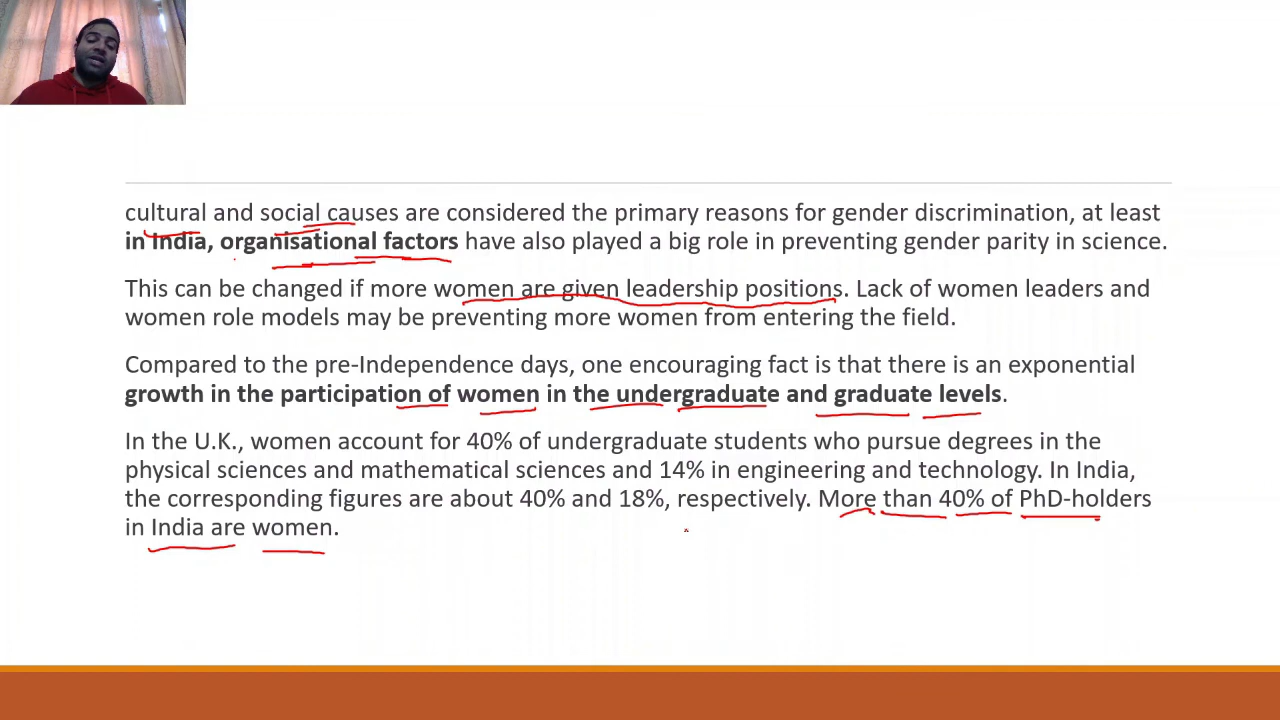 cultural and social causes are considered the primary reasons for gender discrimination, at least
in India, organisational factors have also played a big role in preventing gender parity in science.
This can be changed if more women are given leadership positions. Lack of women leaders and
women role models may be preventing more women from entering the field.
Compared to the pre-Independence days, one encouraging fact is that there is an exponential
growth in the participation of women in the undergraduate and graduate levels.
In the U.K., women account for 40% of undergraduate students who pursue degrees in the
physical sciences and mathematical sciences and 14% in engineering and technology. In India,
the corresponding figures are about 40% and 18%, respectively. More than 40% of PhD-holders
in India are women.